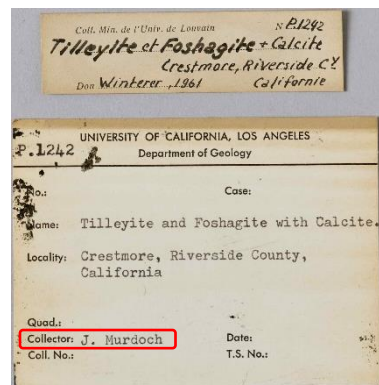 Coll. Min. de l'Univ. de Louvain N P.1242
Tilleyite et Foshagite + Calcite
Crestmore, Riverside Cy
Don Winterer, 1961 Californie
UNIVERSITY OF CALIFORNIA, LOS ANGELES
P.1242
Department of Geology
No.: Case:
Name: Tilleyite and Foshagite with Calcite.
Locality: Crestmore, Riverside County,
California
Quad.:
Collector: J. Murdoch Date:
Coll. No.: T.S. No.: